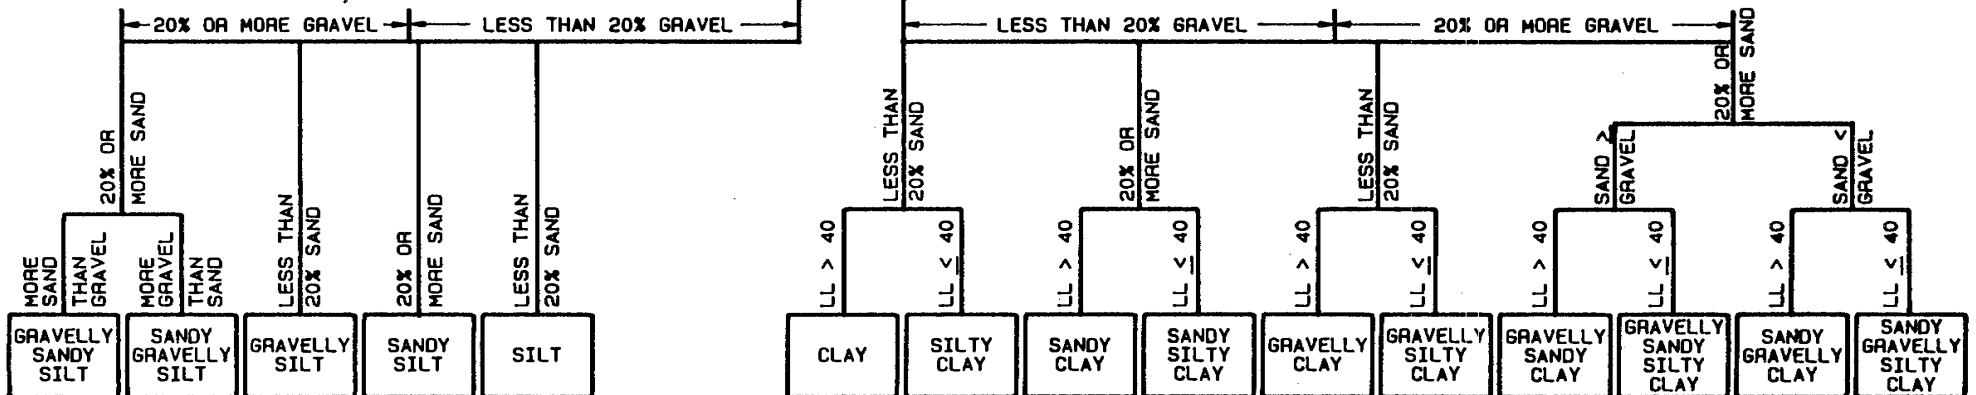 20% OR MORE GRAVEL
LESS THAN 20% GRAVEL
LESS THAN 20% GRAVEL
20% OR MORE GRAVEL
20% OR
MORE SAND
MORE
SAND
THAN
GRAVEL
MORE
GRAVEL
THAN
SAND
LESS THAN
20% SAND
20% OR
MORE SAND
LESS THAN
20% SAND
LESS THAN
20% SAND
20% OR
MORE SAND
LESS THAN
20% SAND
20% OR
MORE SAND
SAND >
GRAVEL
SAND <
GRAVEL
LL > 40
LL ≤ 40
LL > 40
LL ≤ 40
LL > 40
LL ≤ 40
LL > 40
LL ≤ 40
LL > 40
LL ≤ 40
GRAVELLY
SANDY
SILT
SANDY
GRAVELLY
SILT
GRAVELLY
SILT
SANDY
SILT
SILT
CLAY
SILTY
CLAY
SANDY
CLAY
SANDY
SILTY
CLAY
GRAVELLY
CLAY
GRAVELLY
SILTY
CLAY
GRAVELLY
SANDY
CLAY
GRAVELLY
SANDY
SILTY
CLAY
SANDY
GRAVELLY
CLAY
SANDY
GRAVELLY
SILTY
CLAY